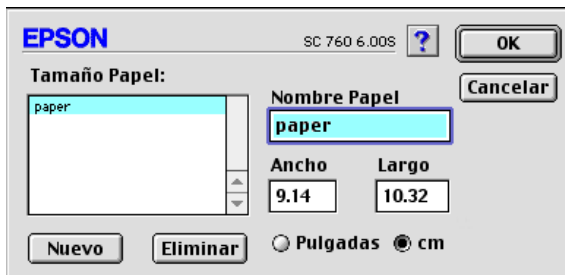 EPSON
SC 760 6.00S
?
OK
Tamaño Papel:
Cancelar
paper
Nombre Papel
paper
Ancho
Largo
9.14
10.32
Nuevo
Eliminar
Pulgadas
cm